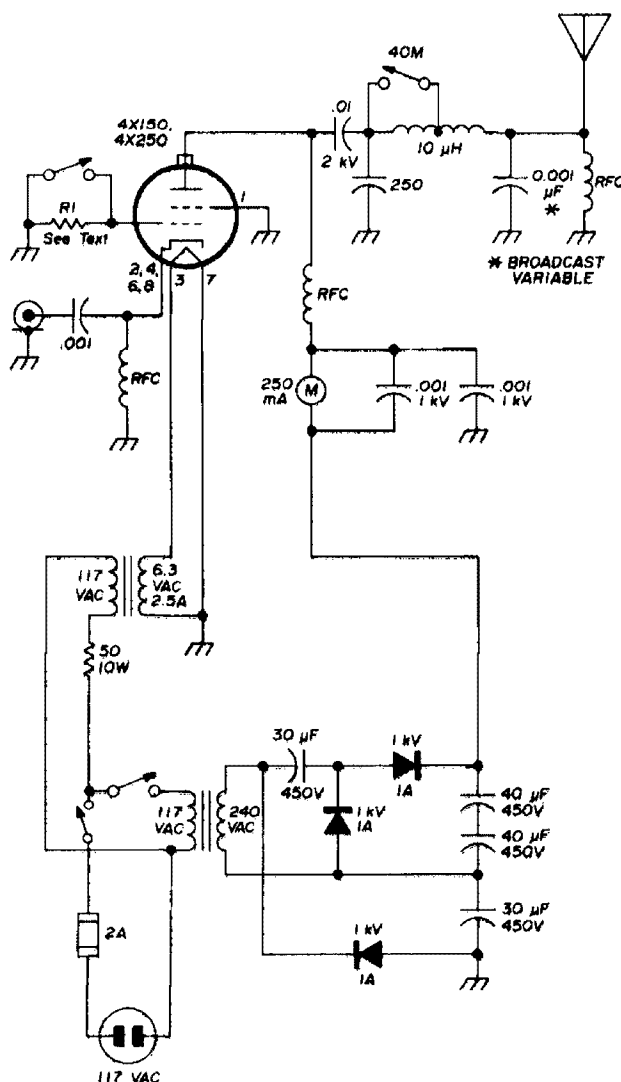 40M
.01
2 kV
10 µH
4X150,
4X250
1
250
0.001
µF
*
RFC
* BROADCAST
VARIABLE
R1
See Text
2,4,
6,8
3
7
.001
RFC
RFC
250
mA
M
.001
1 kV
.001
1 kV
117
VAC
6.3
VAC
2.5A
50
10W
30 µF
450V
1 kV
1A
117
VAC
240
VAC
1 kV
1A
40 µF
450V
40 µF
450V
30 µF
450V
2A
1 kV
1A
117 VAC